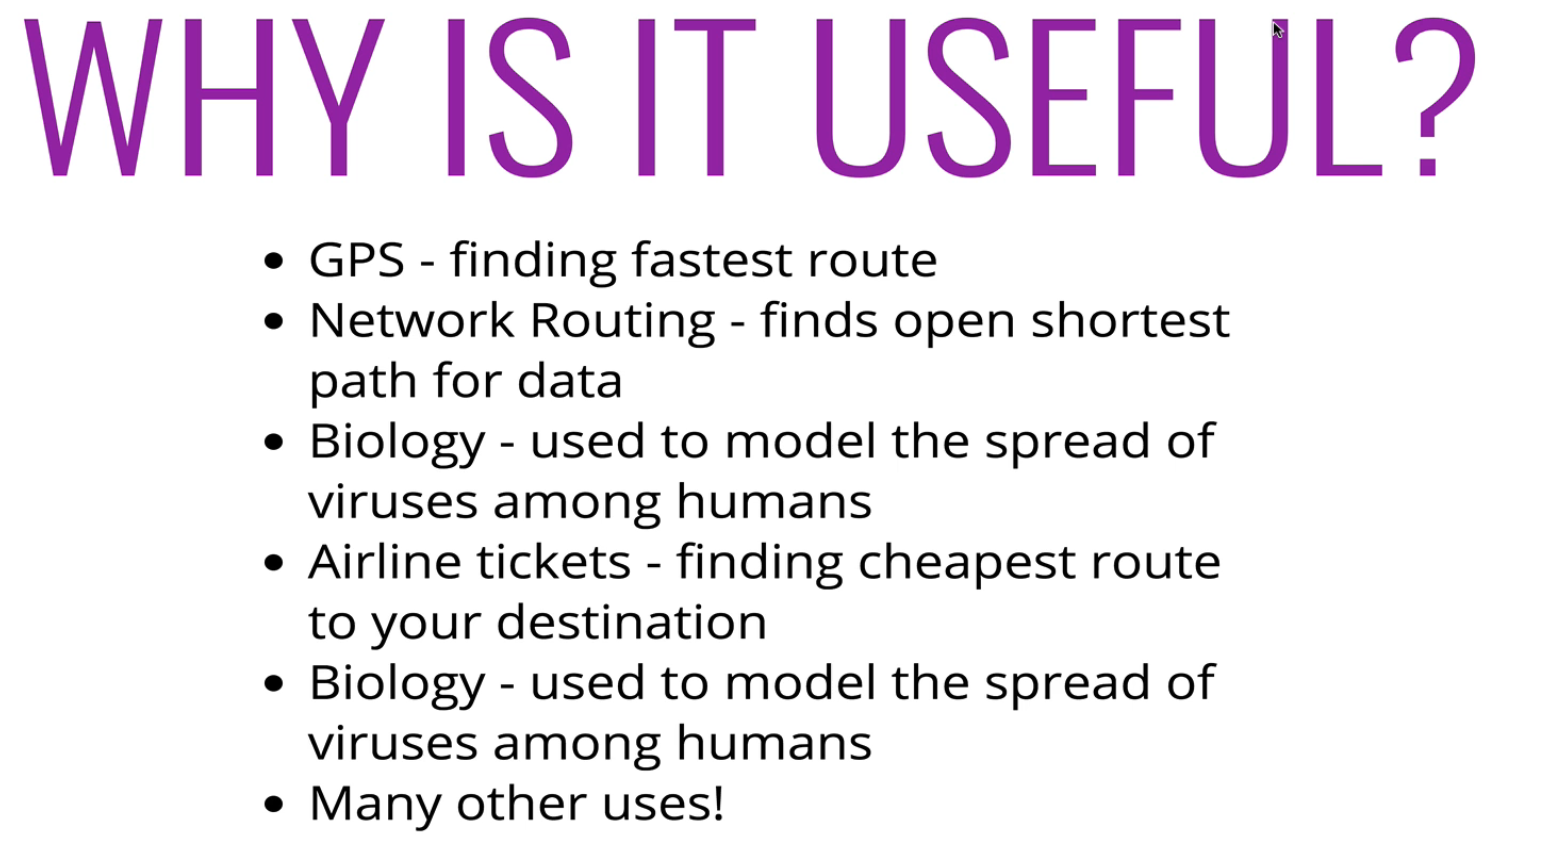 WHY IS IT USEFUL?
• GPS - finding fastest route
• Network Routing - finds open shortest
path for data
• Biology - used to model the spread of
viruses among humans
• Airline tickets - finding cheapest route
to your destination
• Biology - used to model the spread of
viruses among humans
• Many other uses!